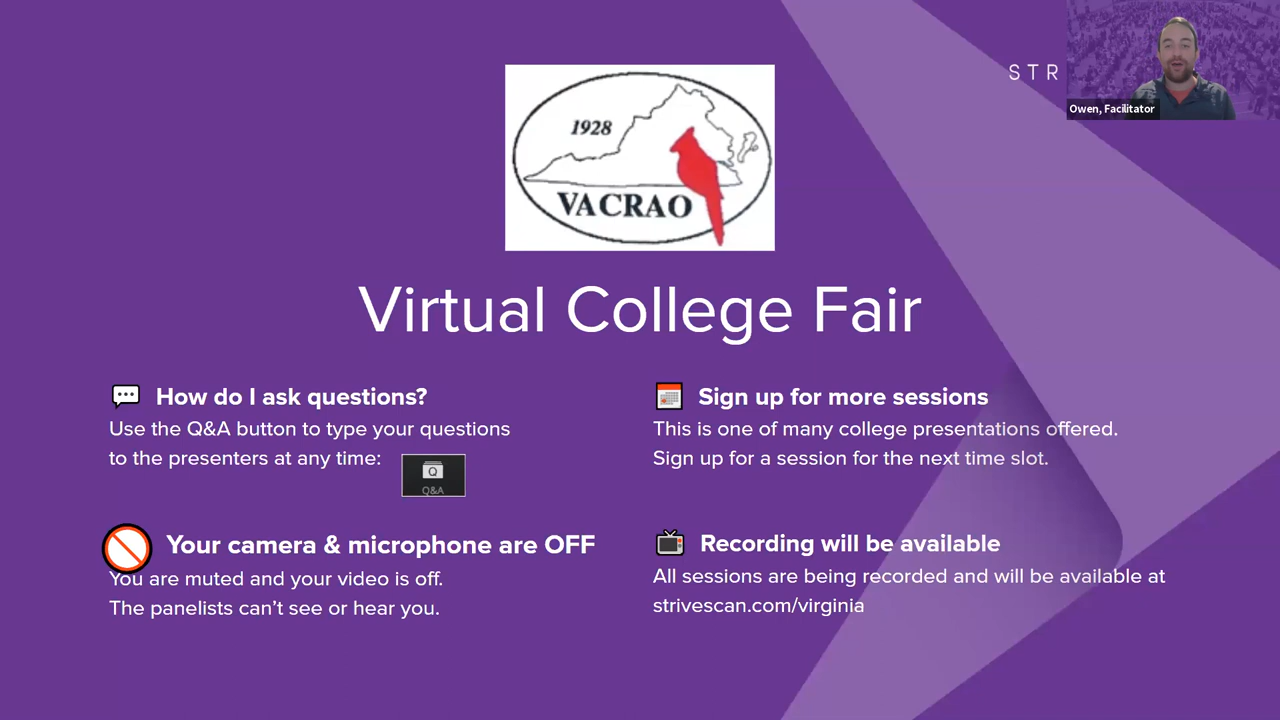 STR
Owen, Facilitator
1928
VACRAO
Virtual College Fair
How do I ask questions?
Use the Q&A button to type your questions
to the presenters at any time:
Q
Q&A
Sign up for more sessions
This is one of many college presentations offered.
Sign up for a session for the next time slot.
Your camera & microphone are OFF
You are muted and your video is off.
The panelists can't see or hear you.
Recording will be available
All sessions are being recorded and will be available at
strivescan.com/virginia